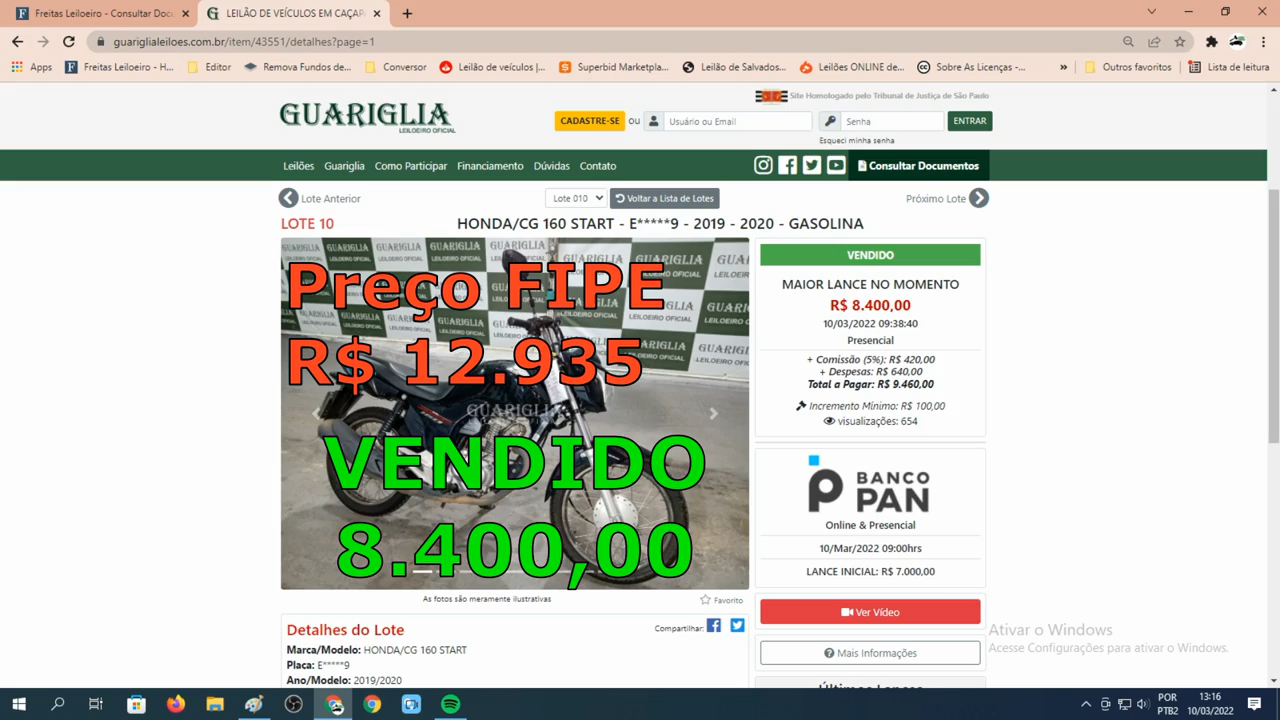 Freitas Leiloeiro - Consultar Doc
LEILÃO DE VEÍCULOS EM CAÇAP
guariglialeiloes.com.br/item/43551/detalhes?page=1
Apps
Freitas Leiloeiro - H...
Editor
Remova Fundos de...
Conversor
Leilão de veículos |...
Superbid Marketpla...
Leilão de Salvados...
Leilões ONLINE de...
Sobre As Licenças -...
»
Outros favoritos
Lista de leitura
Site Homologado pelo Tribunal de Justiça de São Paulo
GUARIGLIA
LEILOEIRO OFICIAL
CADASTRE-SE ou Usuário ou Email Senha ENTRAR
Esqueci minha senha
Leilões Guariglia Como Participar Financiamento Dúvidas Contato Consultar Documentos
Lote Anterior Lote 010 Voltar a Lista de Lotes Próximo Lote
LOTE 10 HONDA/CG 160 START - E*****9 - 2019 - 2020 - GASOLINA
Preço FIPE
R$ 12.935
GUARIGLIA
VENDIDO
8.400,00
As fotos são meramente ilustrativas
Favorito
VENDIDO
MAIOR LANCE NO MOMENTO
R$ 8.400,00
10/03/2022 09:38:40
Presencial
+ Comissão (5%): R$ 420,00
+ Despesas: R$ 640,00
Total a Pagar: R$ 9.460,00
Incremento Mínimo: R$ 100,00
visualizações: 654
BANCO
PAN
Online & Presencial
10/Mar/2022 09:00hrs
LANCE INICIAL: R$ 7.000,00
Ver Vídeo
Mais Informações
Detalhes do Lote
Compartilhar:
Marca/Modelo: HONDA/CG 160 START
Placa: E*****9
Ano/Modelo: 2019/2020
Ativar o Windows
Acesse Configurações para ativar o Windows.
POR
PTB2
13:16
10/03/2022